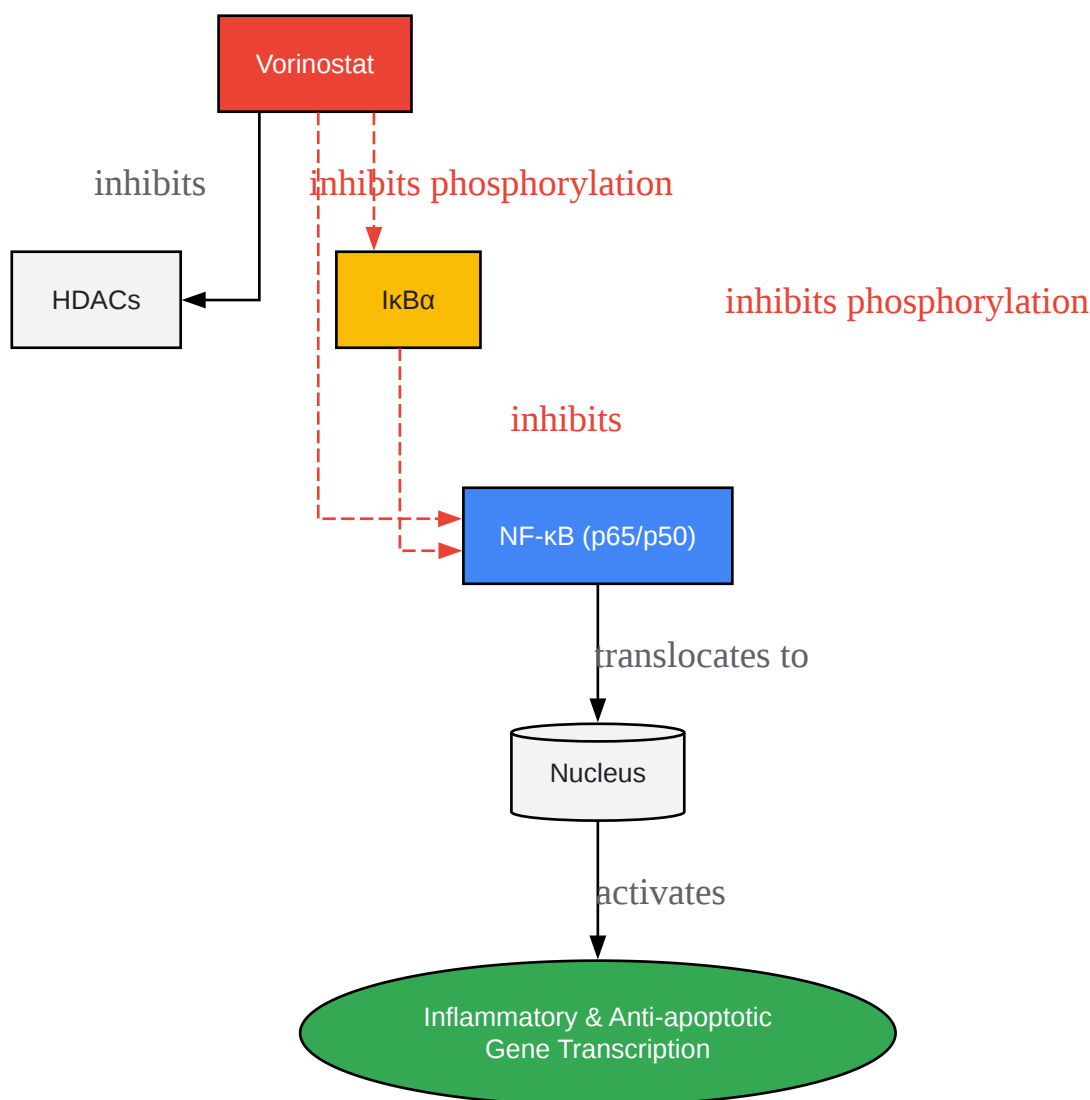 Vorinostat
inhibits
inhibits phosphorylation
HDACs
IκBα
inhibits phosphorylation
inhibits
NF-κB (p65/p50)
translocates to
Nucleus
activates
Inflammatory & Anti-apoptotic
Gene Transcription